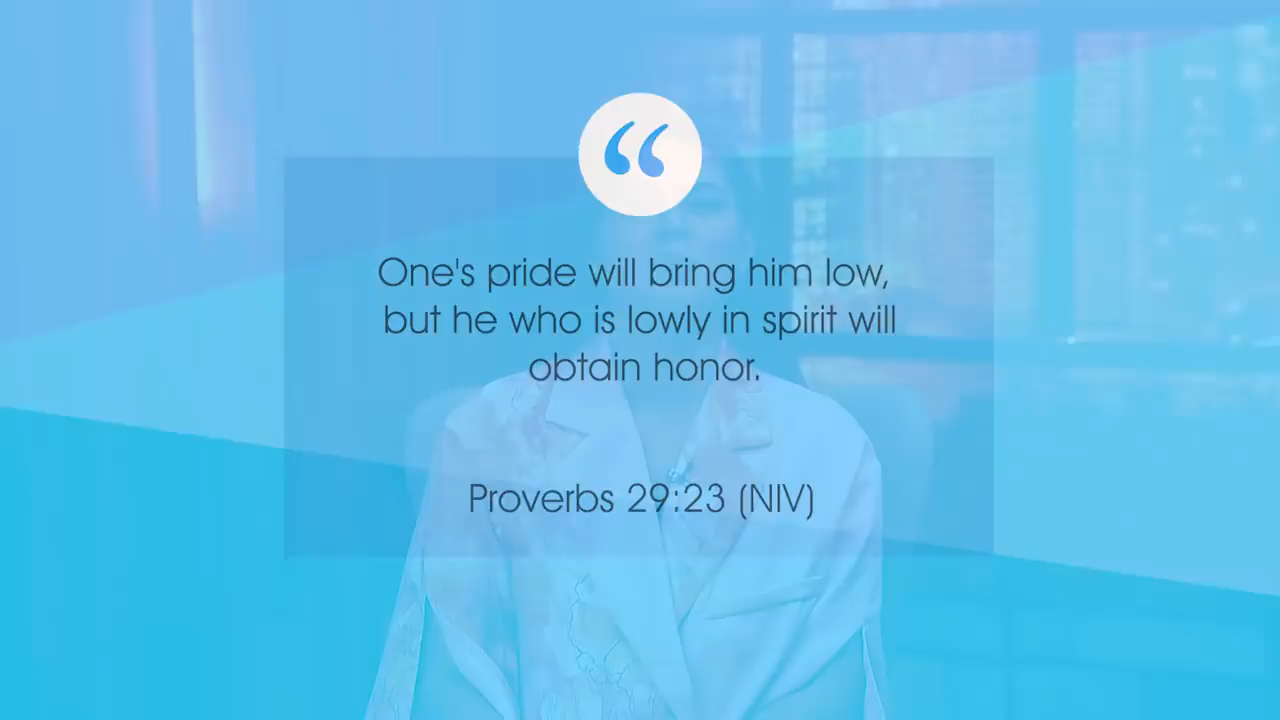 “
One's pride will bring him low,
but he who is lowly in spirit will
obtain honor.
Proverbs 29:23 (NIV)